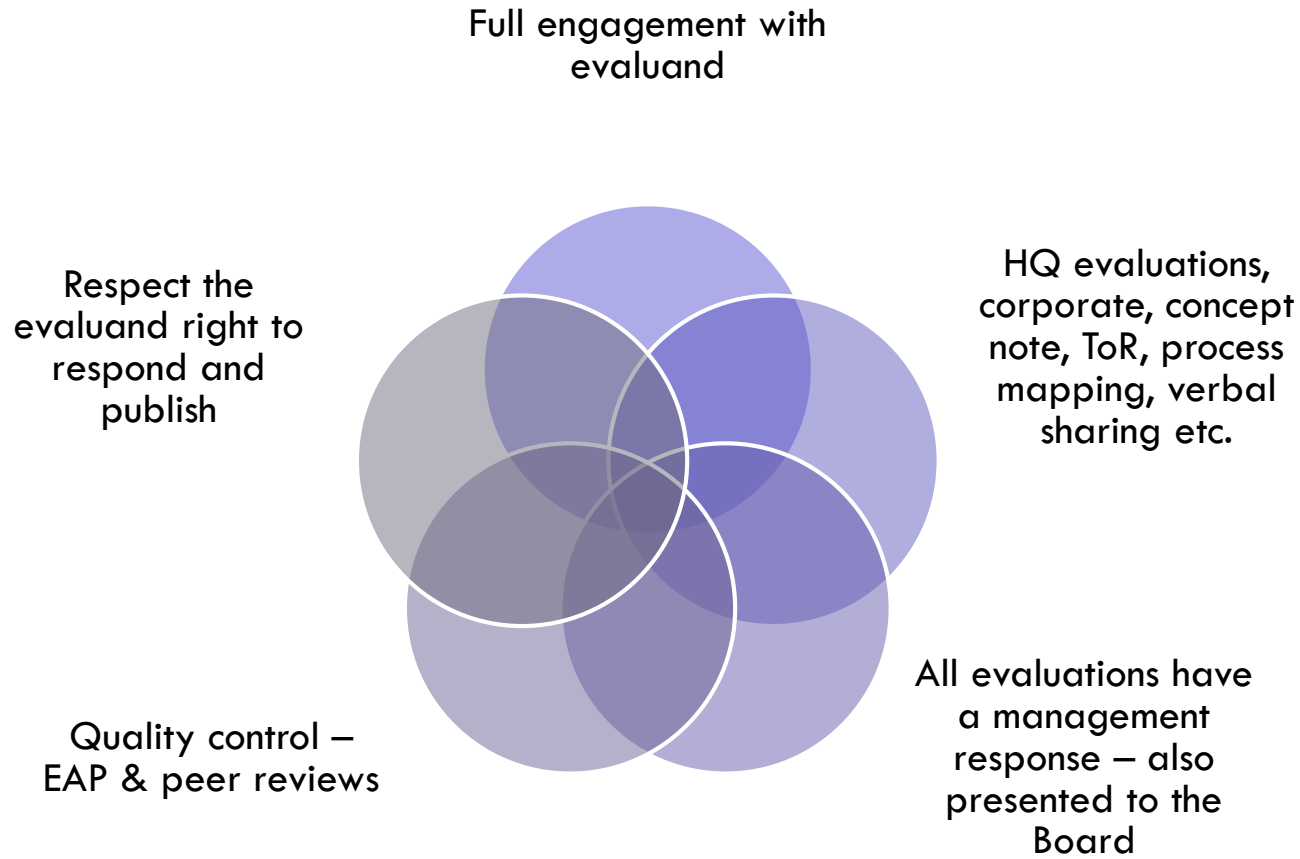 Full engagement with
evaluand
HQ evaluations,
corporate, concept
note, ToR, process
mapping, verbal
sharing etc.
All evaluations have
a management
response – also
presented to the
Board
Quality control –
EAP & peer reviews
Respect the
evaluand right to
respond and
publish